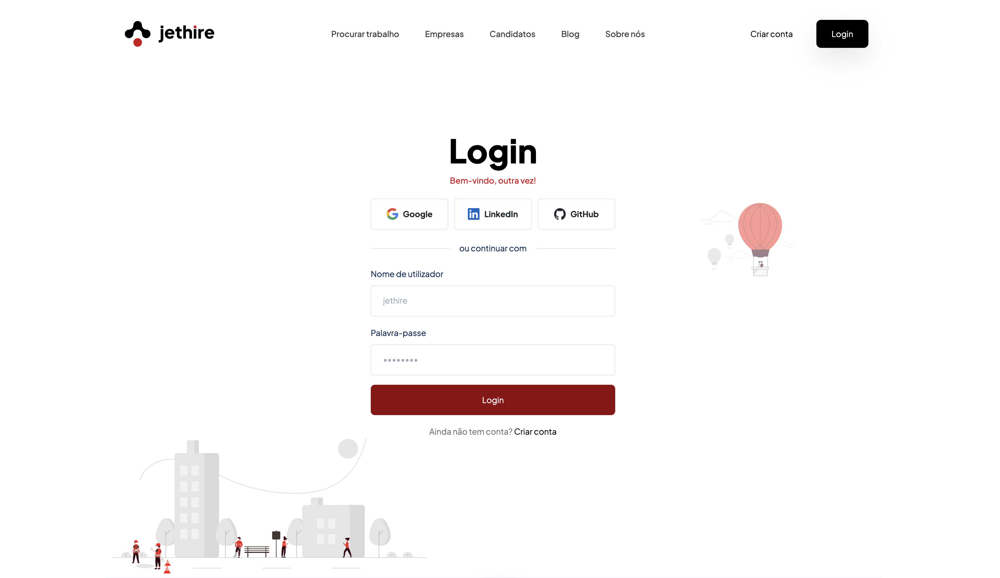 jethire
Procurar trabalho
Empresas
Candidatos
Blog
Sobre nós
Criar conta
Login
Login
Bem-vindo, outra vez!
Google
LinkedIn
GitHub
ou continuar com
Nome de utilizador
jethire
Palavra-passe
••••••••
Login
Ainda não tem conta? Criar conta